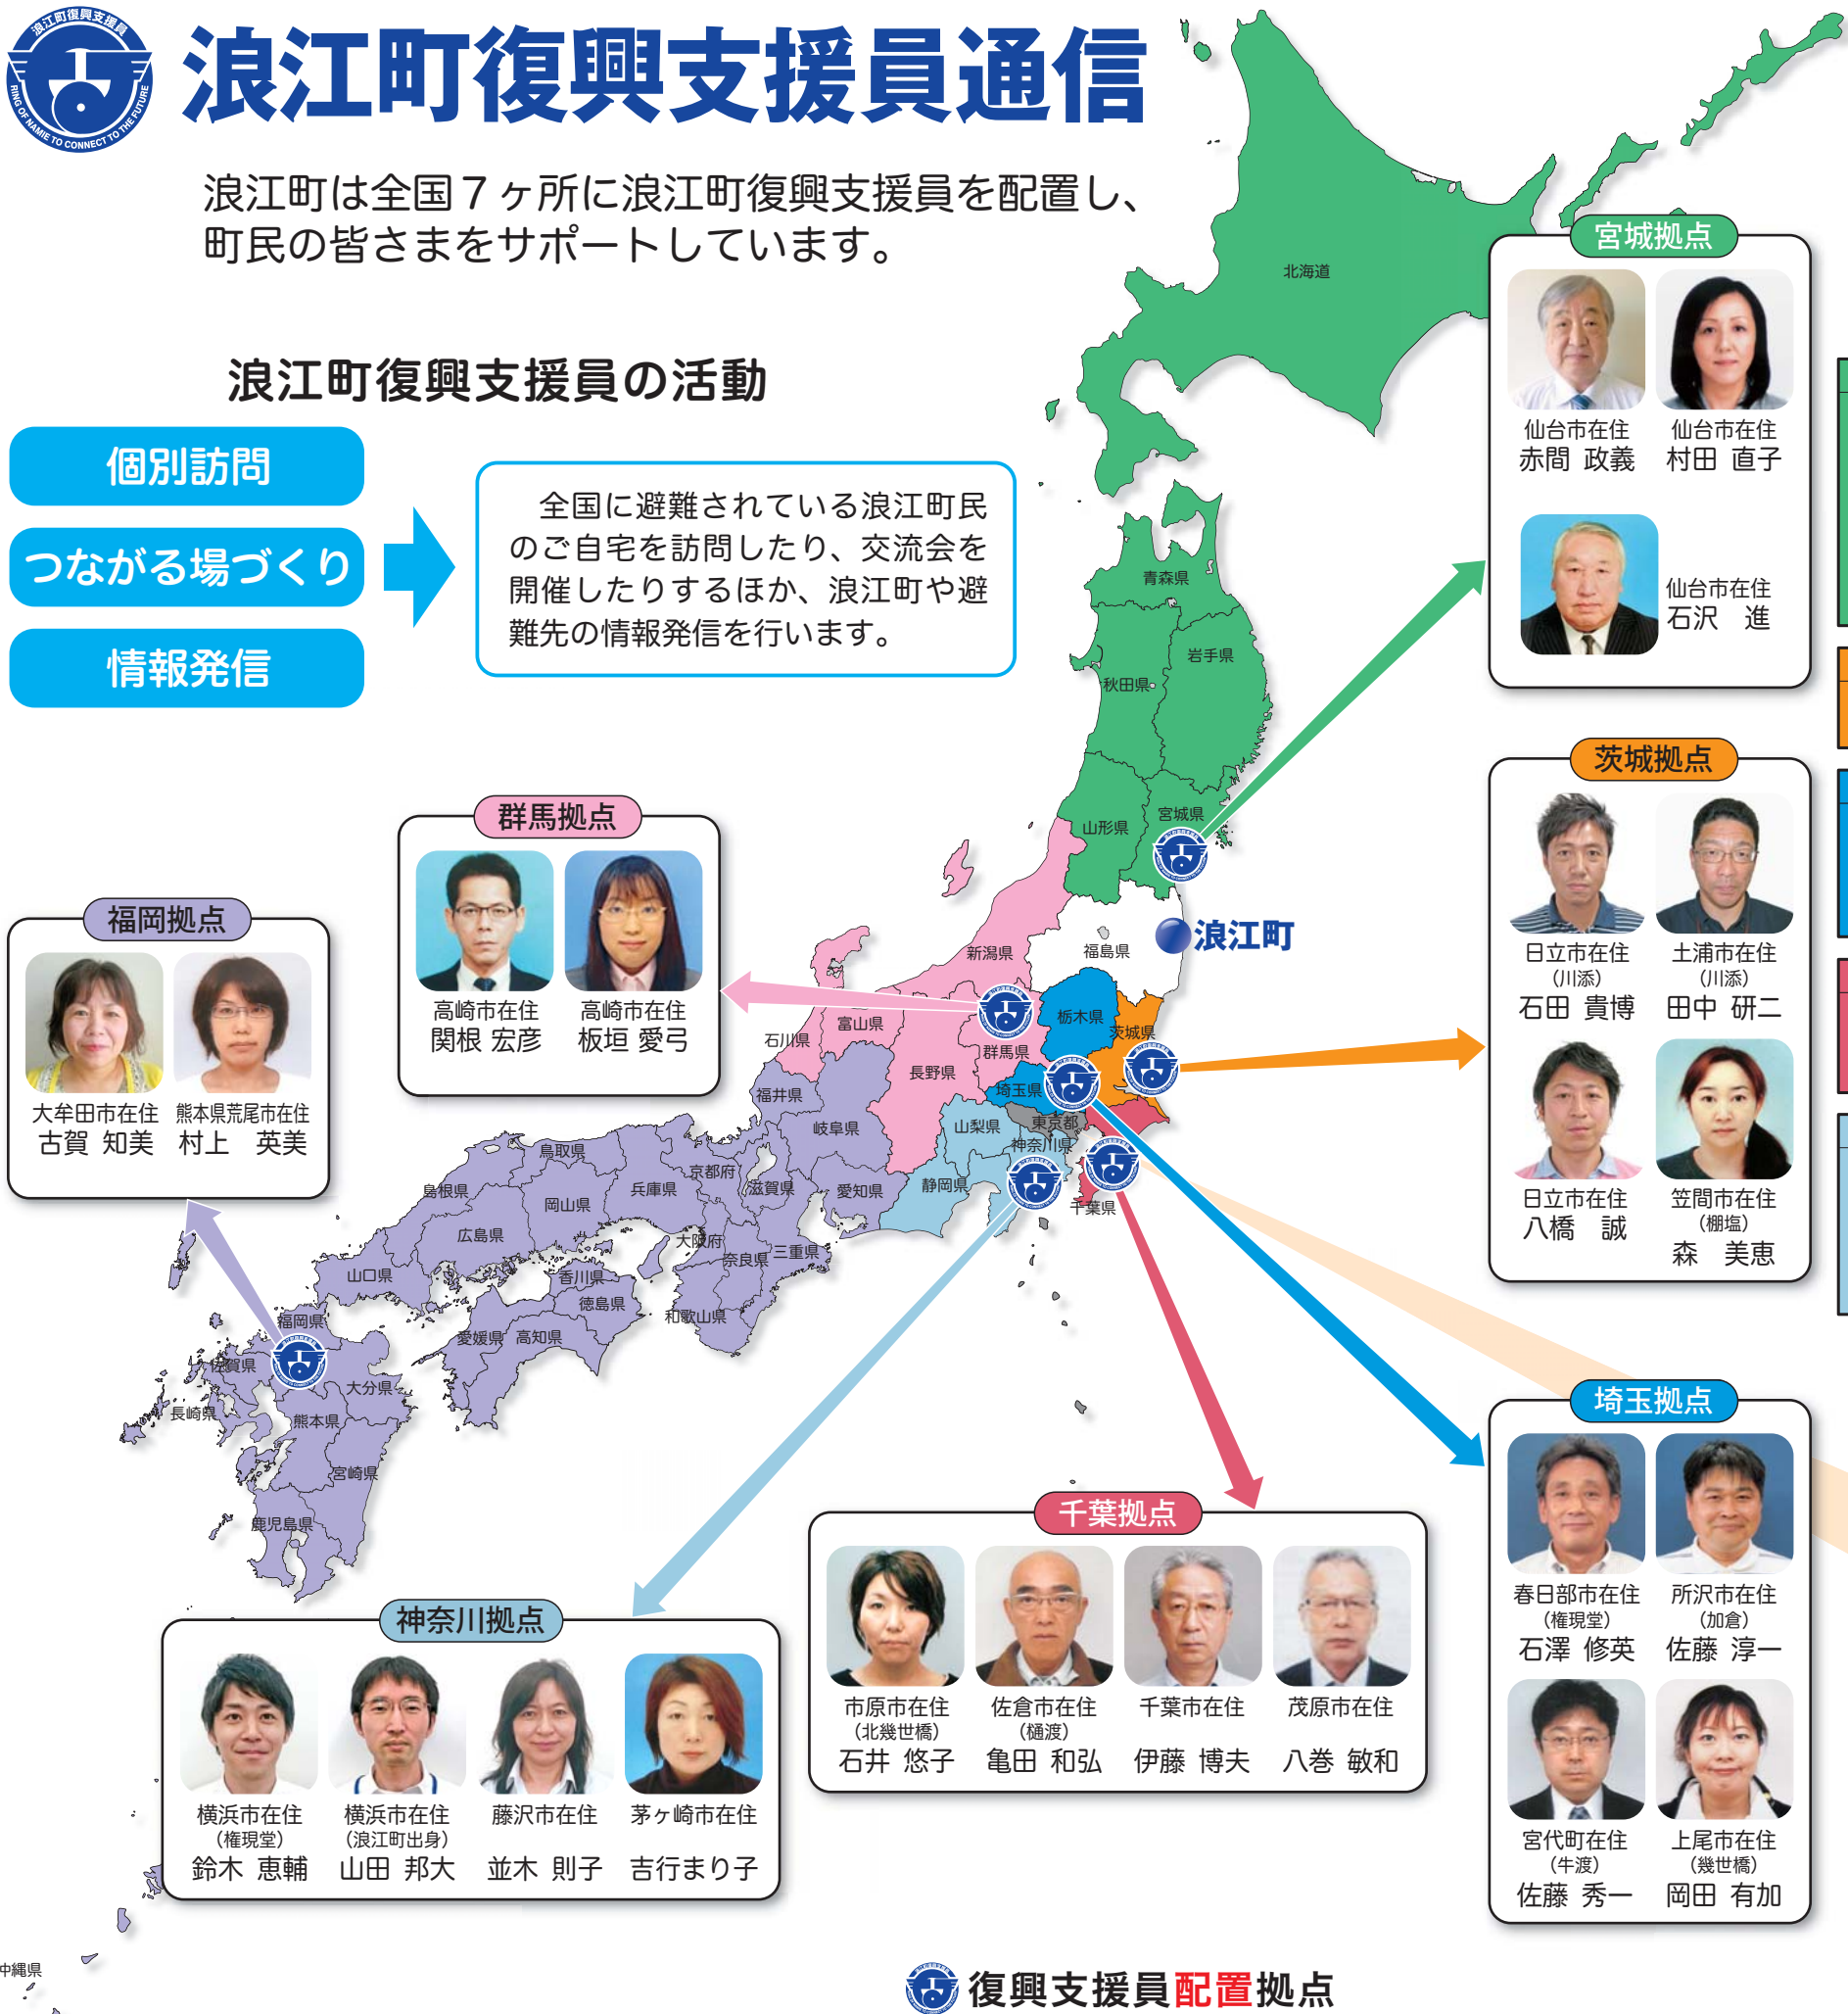 浪江町復興支援員
RING OF NAMIE TO CONNECT TO THE FUTURE
浪江町復興支援員通信
浪江町は全国７ヶ所に浪江町復興支援員を配置し、
町民の皆さまをサポートしています。
浪江町復興支援員の活動
個別訪問
つながる場づくり
情報発信
全国に避難されている浪江町民
のご自宅を訪問したり、交流会を
開催したりするほか、浪江町や避
難先の情報発信を行います。
北海道
青森県
岩手県
秋田県
宮城県
山形県
福島県
浪江町
新潟県
栃木県
茨城県
富山県
石川県
群馬県
長野県
埼玉県
福井県
岐阜県
山梨県
東京都
神奈川県
千葉県
静岡県
愛知県
滋賀県
京都府
兵庫県
鳥取県
島根県
岡山県
広島県
大阪府
奈良県
三重県
和歌山県
山口県
香川県
徳島県
愛媛県
高知県
福岡県
佐賀県
長崎県
大分県
熊本県
宮崎県
鹿児島県
沖縄県
宮城拠点
仙台市在住
赤間 政義
仙台市在住
村田 直子
仙台市在住
石沢 進
茨城拠点
日立市在住
（川添）
石田 貴博
土浦市在住
（川添）
田中 研二
日立市在住
八橋 誠
笠間市在住
（棚塩）
森 美恵
群馬拠点
高崎市在住
関根 宏彦
高崎市在住
板垣 愛弓
福岡拠点
大牟田市在住
古賀 知美
熊本県荒尾市在住
村上 英美
埼玉拠点
春日部市在住
（権現堂）
石澤 修英
所沢市在住
（加倉）
佐藤 淳一
宮代町在住
（牛渡）
佐藤 秀一
上尾市在住
（幾世橋）
岡田 有加
千葉拠点
市原市在住
（北幾世橋）
石井 悠子
佐倉市在住
（樋渡）
亀田 和弘
千葉市在住
伊藤 博夫
茂原市在住
八巻 敏和
神奈川拠点
横浜市在住
（権現堂）
鈴木 恵輔
横浜市在住
（浪江町出身）
山田 邦大
藤沢市在住
並木 則子
茅ヶ崎市在住
吉行まり子
復興支援員配置拠点